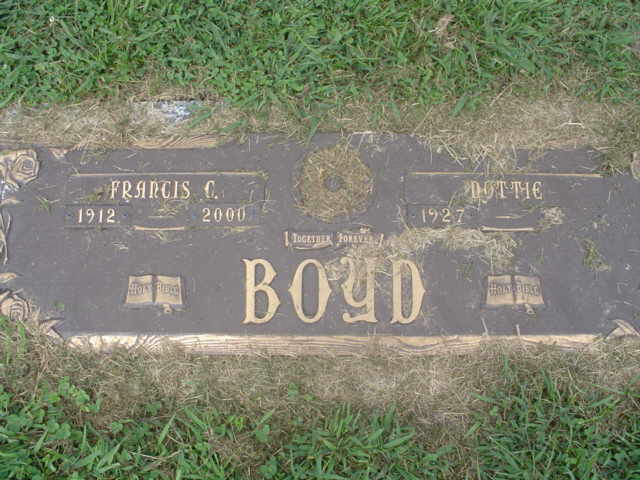 FRANCIS C.
1912 2000
DOTTIE
1927
TOGETHER FOREVER
HOLY BIBLE
BOYD
HOLY BIBLE